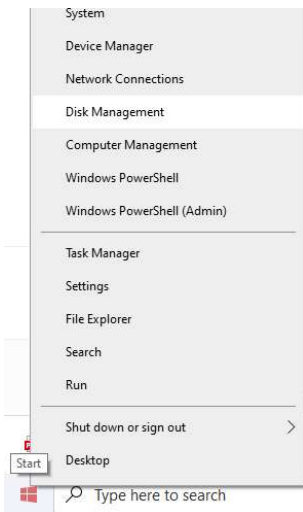 System
Device Manager
Network Connections
Disk Management
Computer Management
Windows PowerShell
Windows PowerShell (Admin)
Task Manager
Settings
File Explorer
Search
Run
Shut down or sign out
Desktop
Start
Type here to search